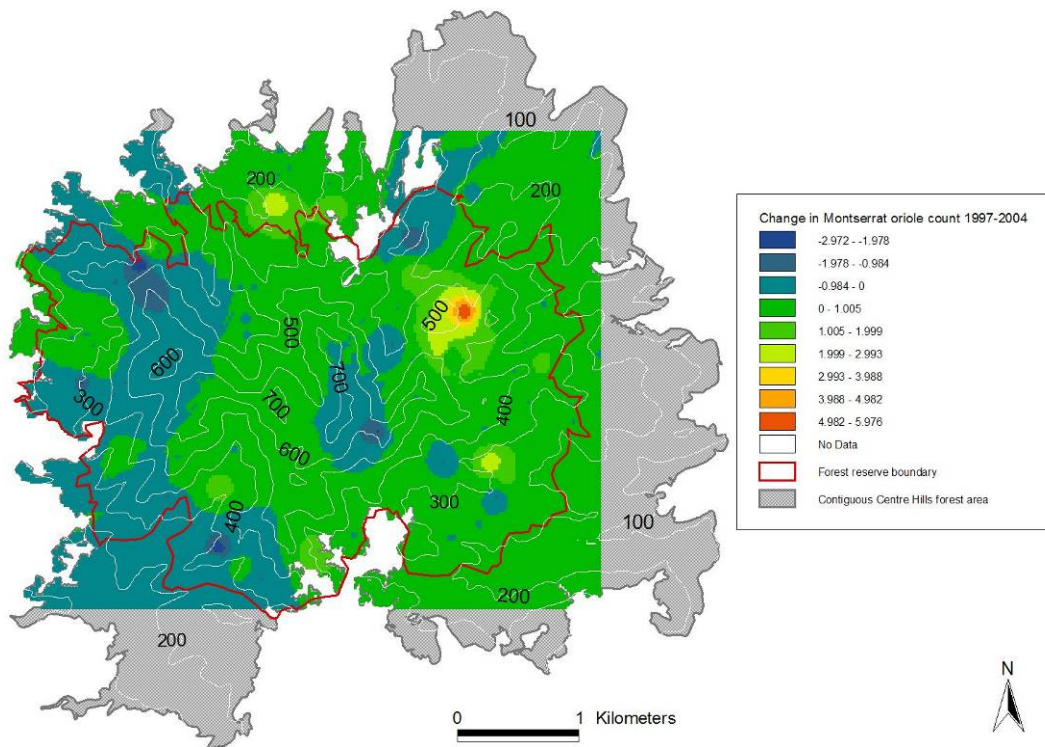 100
200
200
500
500
600
700
300
700
400
600
400
300
100
200
200
Change in Montserrat oriole count 1997-2004
-2.972 - -1.978
-1.978 - -0.984
-0.984 - 0
0 - 1.005
1.005 - 1.999
1.999 - 2.993
2.993 - 3.988
3.988 - 4.982
4.982 - 5.976
No Data
Forest reserve boundary
Contiguous Centre Hills forest area
N
0 1 Kilometers